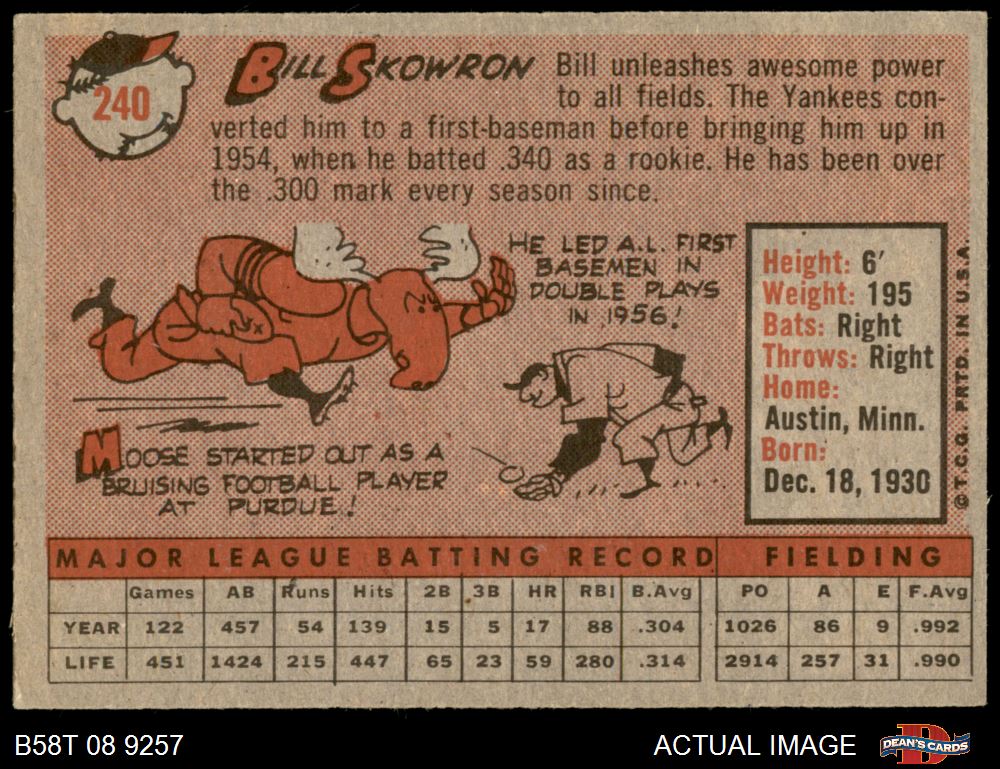 240
BILL SKOWRON
Bill unleashes awesome power
to all fields. The Yankees con-
verted him to a first-baseman before bringing him up in
1954, when he batted .340 as a rookie. He has been over
the .300 mark every season since.
HE LED A.L. FIRST
BASEMEN IN
DOUBLE PLAYS
IN 1956!
MOOSE STARTED OUT AS A
BRUISING FOOTBALL PLAYER
AT PURDUE!
Height: 6'
Weight: 195
Bats: Right
Throws: Right
Home:
Austin, Minn.
Born:
Dec. 18, 1930
©T.C.G. PRTD. IN U.S.A.
MAJOR LEAGUE BATTING RECORD FIELDING
Games AB Runs Hits 2B 3B HR RBI B.Avg PO A E F.Avg
YEAR 122 457 54 139 15 5 17 88 .304 1026 86 9 .992
LIFE 451 1424 215 447 65 23 59 280 .314 2914 257 31 .990
B58T 08 9257
ACTUAL IMAGE
D
DEAN'S CARDS